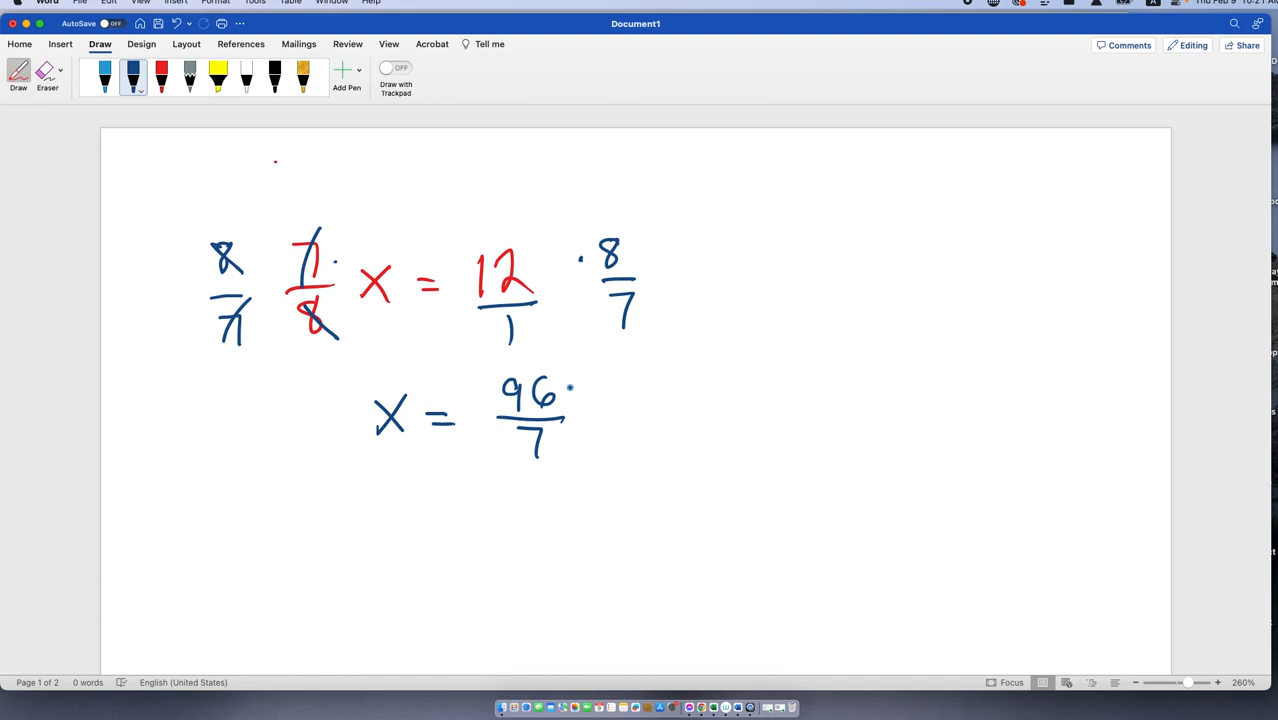 Word File Edit View Insert Format Tools Table Window Help
AutoSave OFF Document1
Home Insert Draw Design Layout References Mailings Review View Acrobat Tell me Comments Editing Share
Draw Eraser Add Pen OFF Draw with Trackpad
8/7 7/8 · x = 12/1 · 8/7
x = 96/7
Page 1 of 2 0 words English (United States) Focus 260%